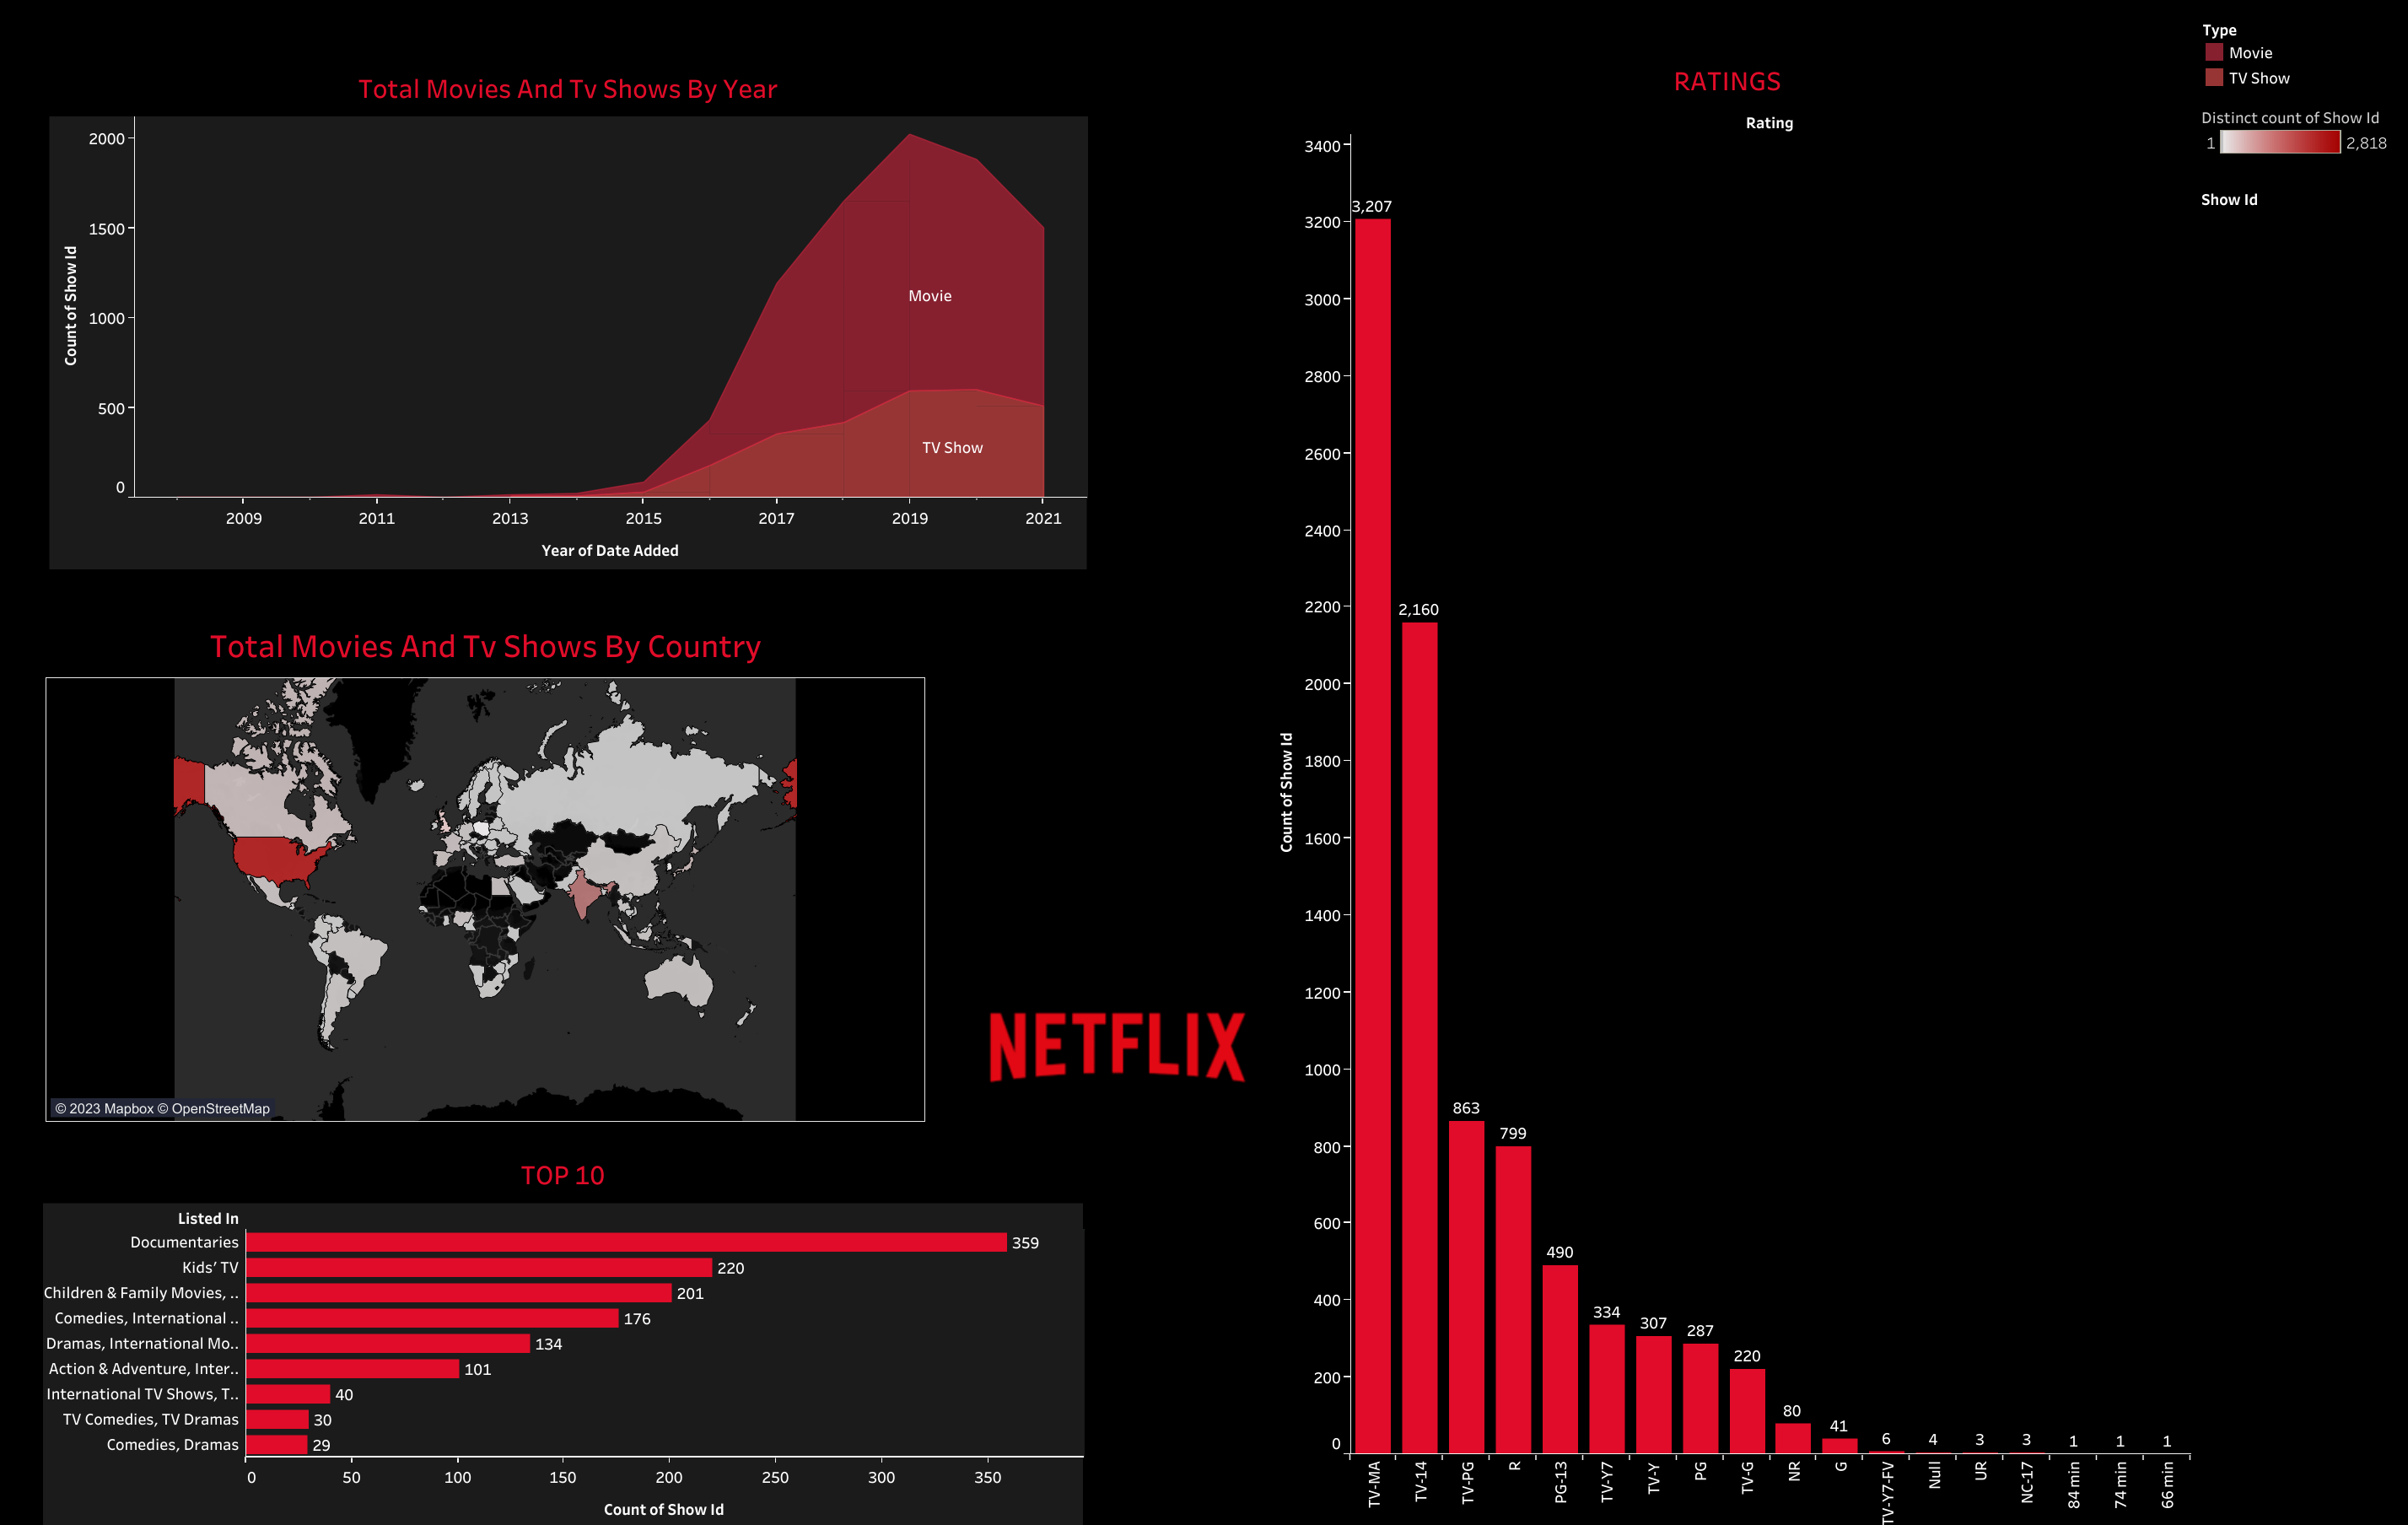 Total Movies And Tv Shows By Year
2000
1500
1000
500
0
Count of Show Id
Movie
TV Show
2009 2011 2013 2015 2017 2019 2021
Year of Date Added
Total Movies And Tv Shows By Country
© 2023 Mapbox © OpenStreetMap
NETFLIX
TOP 10
Listed In
Documentaries 359
Kids’ TV 220
Children & Family Movies, .. 201
Comedies, International .. 176
Dramas, International Mo.. 134
Action & Adventure, Inter.. 101
International TV Shows, T.. 40
TV Comedies, TV Dramas 30
Comedies, Dramas 29
0 50 100 150 200 250 300 350
Count of Show Id
RATINGS
Rating
3400
3200
3000
2800
2600
2400
2200
2000
1800
1600
1400
1200
1000
800
600
400
200
0
Count of Show Id
3,207
2,160
863
799
490
334
307
287
220
80
41
6
4
3
3
1
1
1
TV-MA
TV-14
TV-PG
R
PG-13
TV-Y7
TV-Y
PG
TV-G
NR
G
TV-Y7-FV
Null
UR
NC-17
84 min
74 min
66 min
Type
Movie
TV Show
Distinct count of Show Id
1 2,818
Show Id